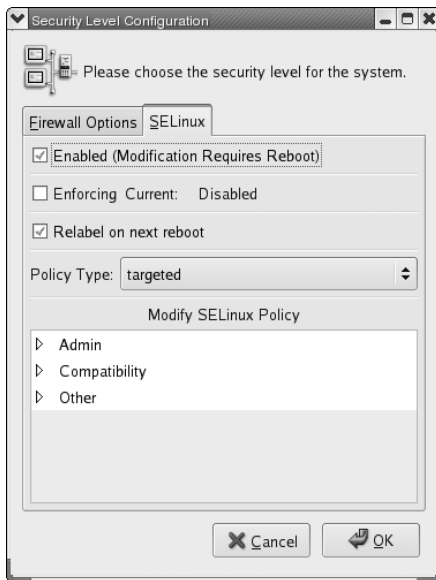 Security Level Configuration
Please choose the security level for the system.
Firewall Options SELinux
Enabled (Modification Requires Reboot)
Enforcing Current: Disabled
Relabel on next reboot
Policy Type: targeted
Modify SELinux Policy
Admin
Compatibility
Other
Cancel OK